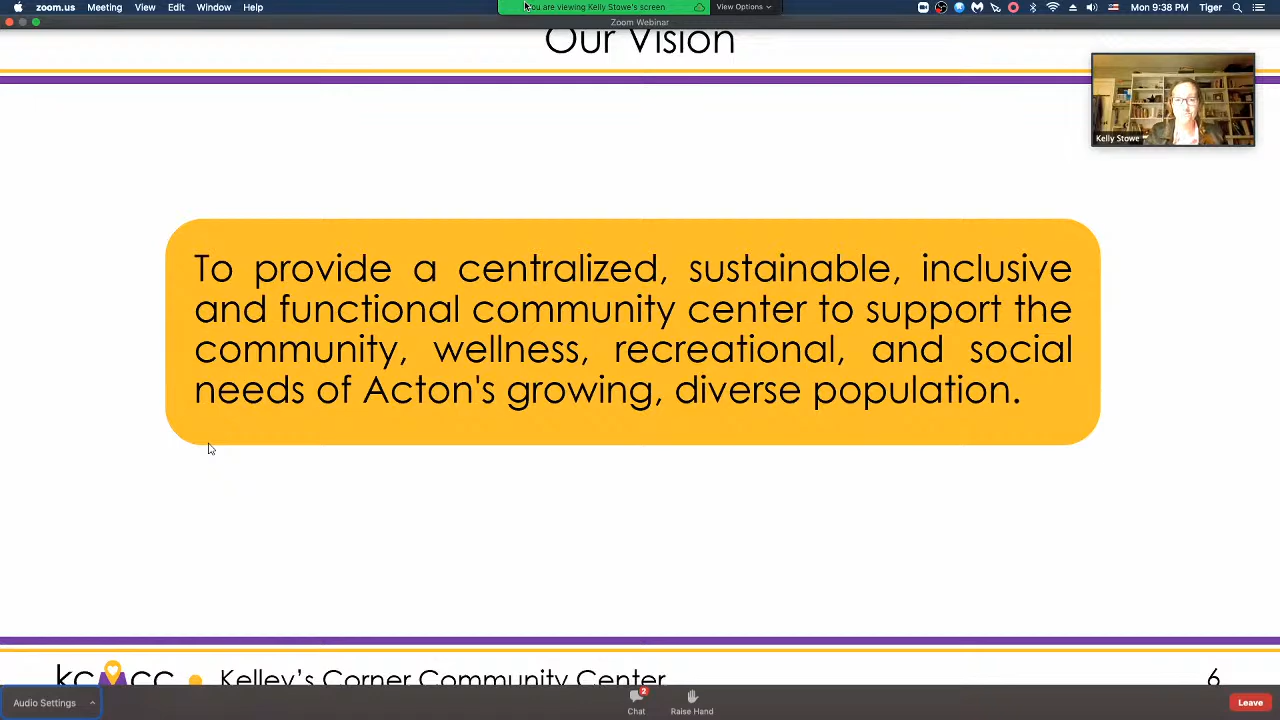 zoom.us Meeting View Edit Window Help
You are viewing Kelly Stowe's screen View Options
Mon 9:38 PM Tiger
Zoom Webinar
Our Vision
Kelly Stowe
To provide a centralized, sustainable, inclusive
and functional community center to support the
community, wellness, recreational, and social
needs of Acton's growing, diverse population.
kcmcc Kelley's Corner Community Center 6
Audio Settings
2
Chat Raise Hand Leave